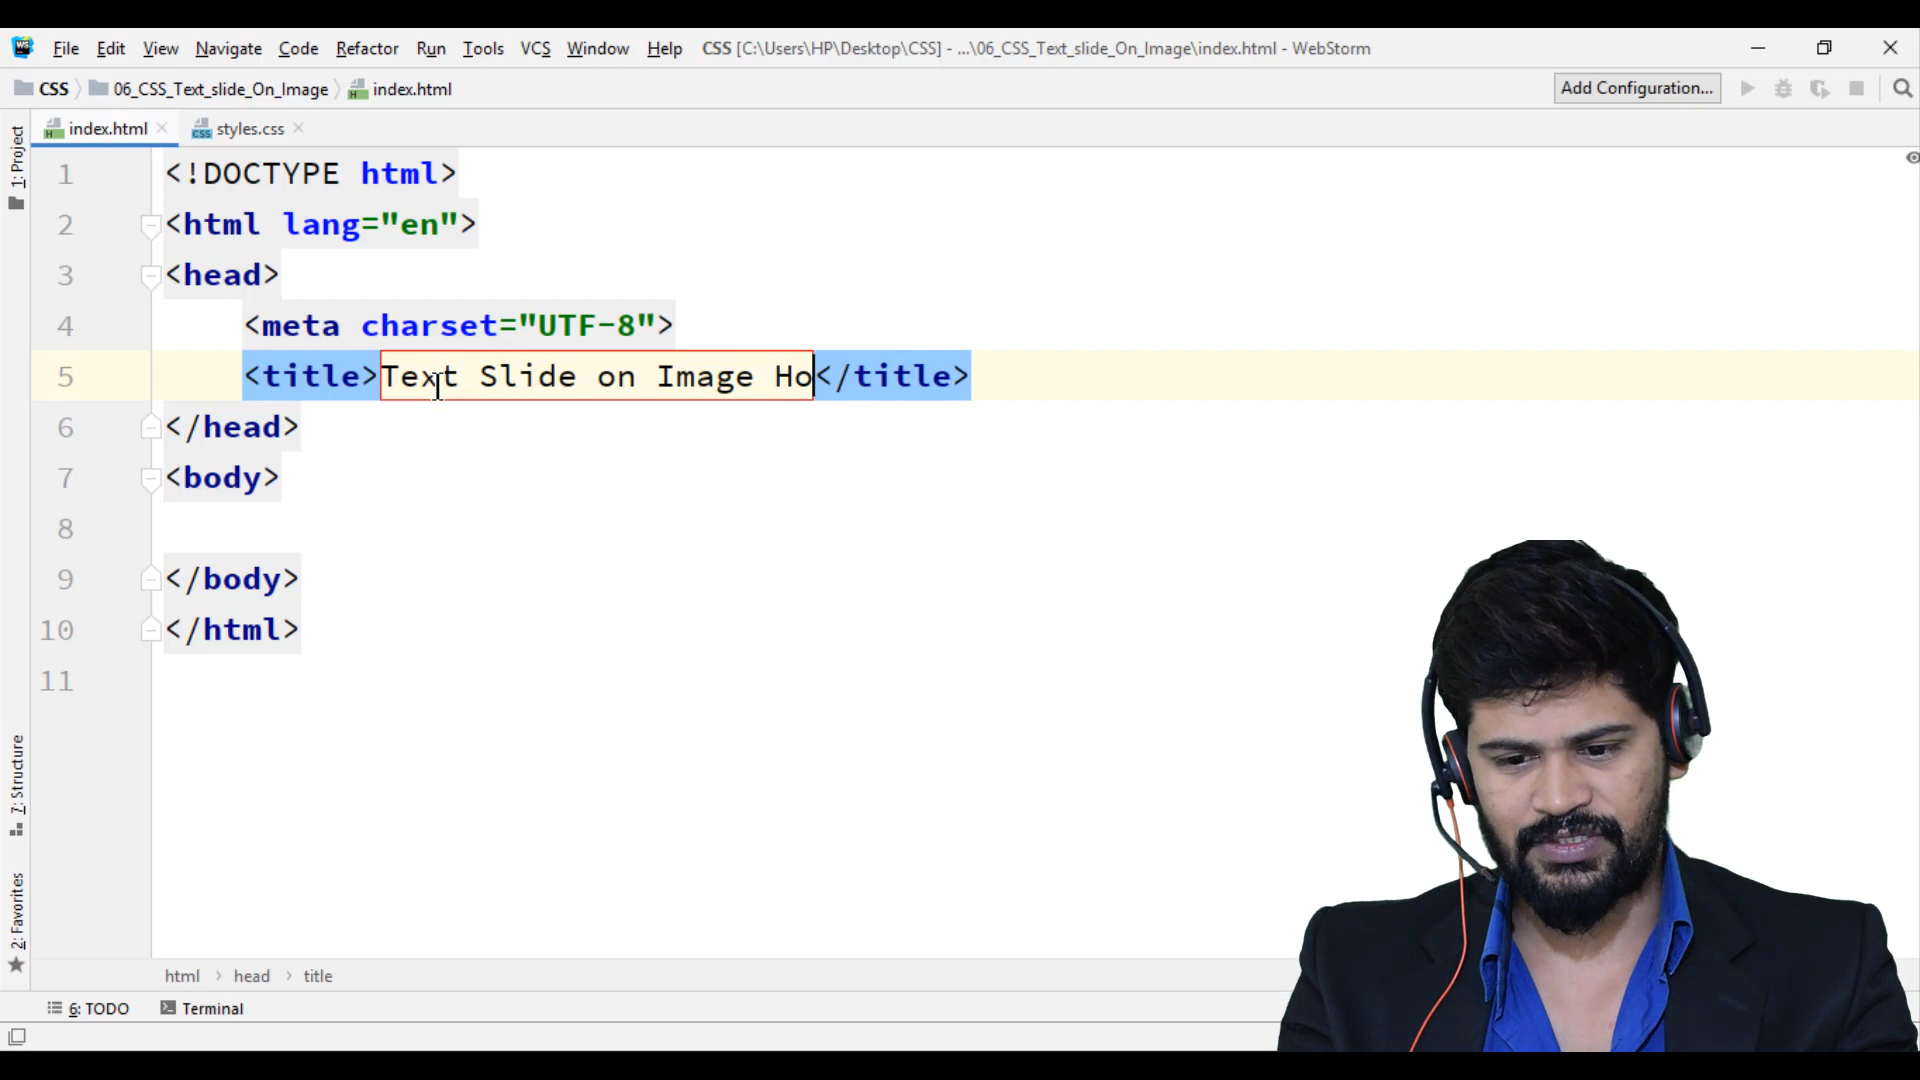 File Edit View Navigate Code Refactor Run Tools VCS Window Help CSS [C:\Users\HP\Desktop\CSS] - ...\06_CSS_Text_slide_On_Image\index.html - WebStorm
CSS 06_CSS_Text_slide_On_Image index.html Add Configuration...
index.html styles.css
1: Project
1 <!DOCTYPE html>
2 <html lang="en">
3 <head>
4 <meta charset="UTF-8">
5 <title>Text Slide on Image Ho</title>
6 </head>
7 <body>
8
9 </body>
10 </html>
11
7: Structure
2: Favorites
html > head > title
6: TODO Terminal